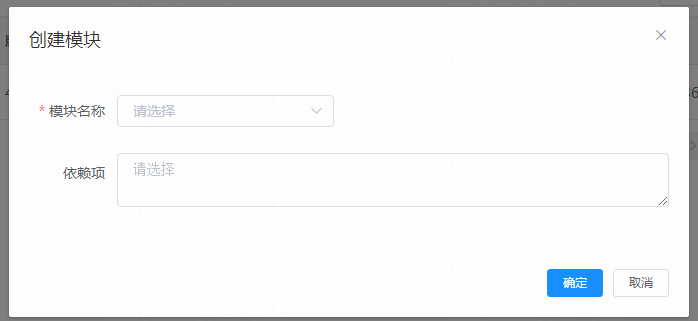 创建模块
* 模块名称 请选择
依赖项 请选择
确定 取消